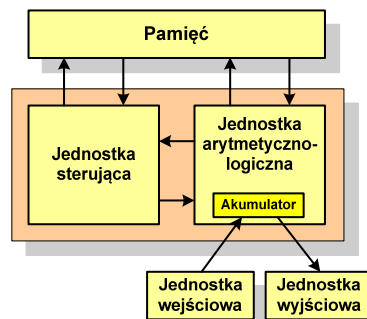 Pamięć
Jednostka
sterująca
Jednostka
arytmetyczno-
logiczna
Akumulator
Jednostka
wejściowa
Jednostka
wyjściowa